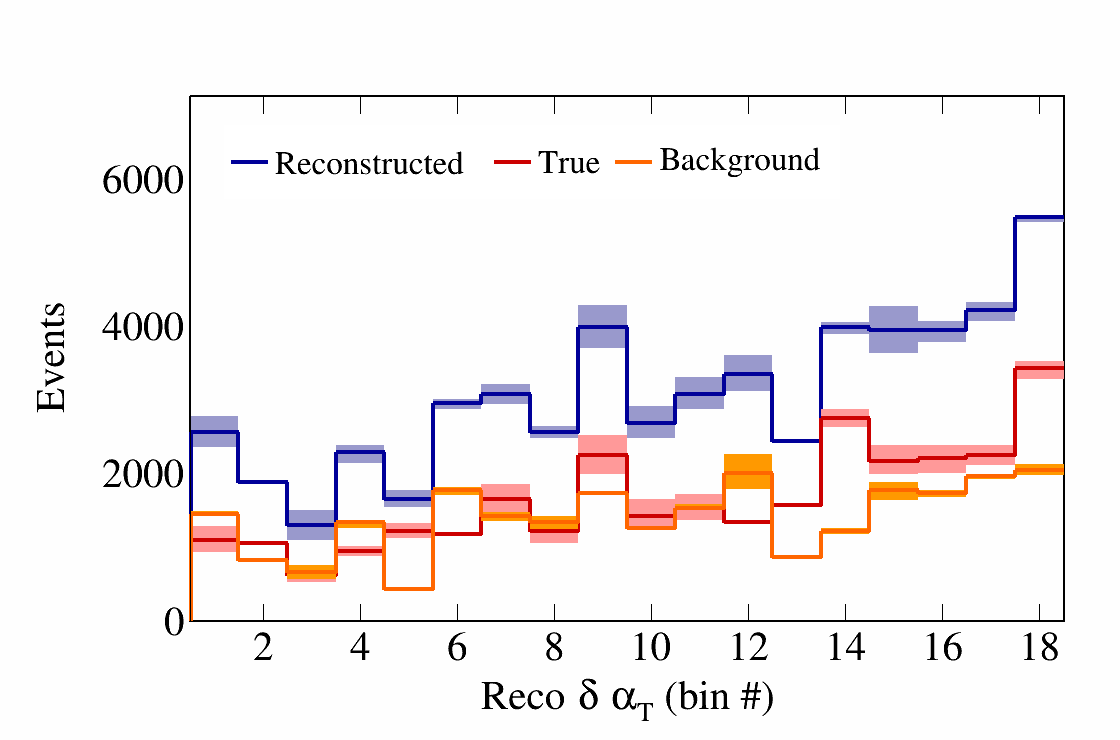 Reconstructed True Background
6000
4000
2000
0
Events
2 4 6 8 10 12 14 16 18
Reco δ α_T (bin #)